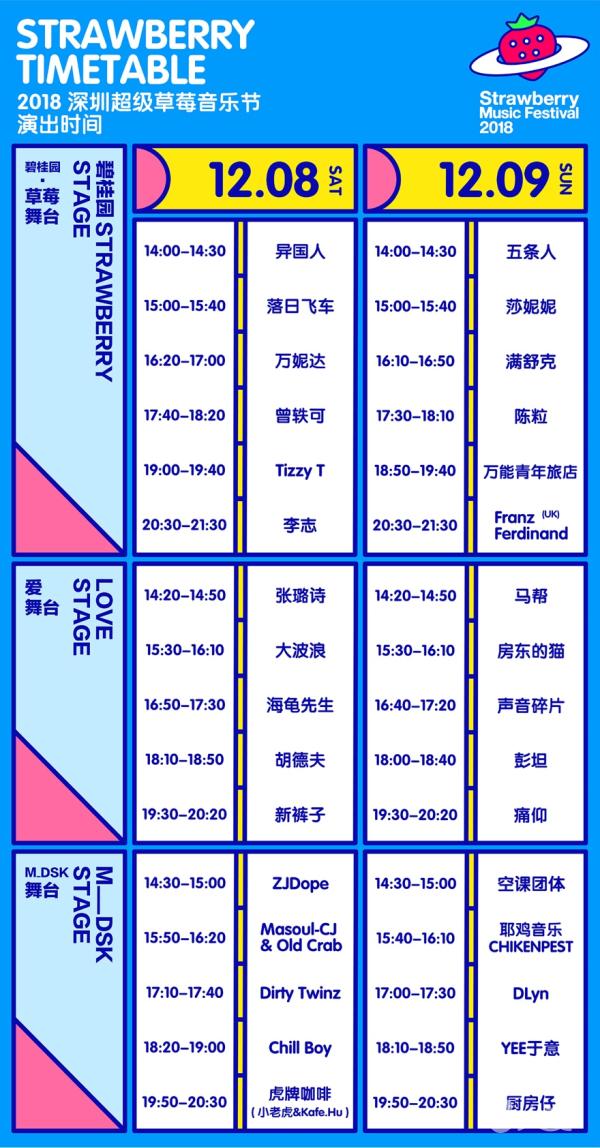 STRAWBERRY
TIMETABLE
2018 深圳超级草莓音乐节
演出时间
Strawberry
Music Festival
2018
碧桂园
·
草莓
舞台
碧桂园 STRAWBERRY
STAGE
12.08 SAT
14:00–14:30 异国人
15:00–15:40 落日飞车
16:20–17:00 万妮达
17:40–18:20 曾轶可
19:00–19:40 Tizzy T
20:30–21:30 李志
12.09 SUN
14:00–14:30 五条人
15:00–15:40 莎妮妮
16:10–16:50 满舒克
17:30–18:10 陈粒
18:50–19:40 万能青年旅店
20:30–21:30 Franz (UK)
Ferdinand
爱
舞台
LOVE
STAGE
14:20–14:50 张璐诗
15:30–16:10 大波浪
16:50–17:30 海龟先生
18:10–18:50 胡德夫
19:30–20:20 新裤子
14:20–14:50 马帮
15:30–16:10 房东的猫
16:40–17:20 声音碎片
18:00–18:40 彭坦
19:30–20:20 痛仰
M_DSK
舞台
M__DSK
STAGE
14:30–15:00 ZJDope
15:50–16:20 Masoul-CJ
& Old Crab
17:10–17:40 Dirty Twinz
18:20–19:00 Chill Boy
19:50–20:30 虎牌咖啡
(小老虎&Kafe.Hu)
14:30–15:00 空课团体
15:40–16:10 耶鸡音乐
CHIKENPEST
17:00–17:30 DLyn
18:10–18:50 YEE于意
19:50–20:30 厨房仔